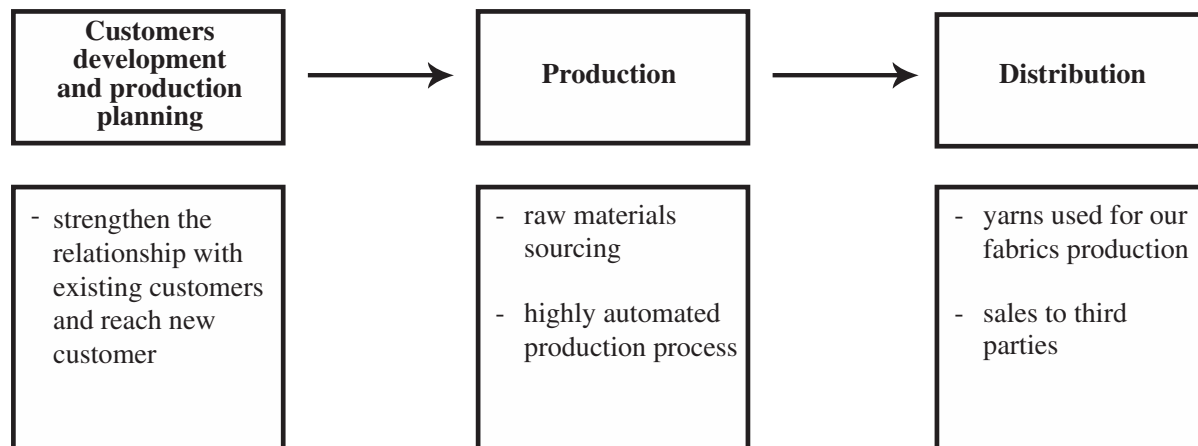 Customers
development
and production
planning
Production
Distribution
- strengthen the
relationship with
existing customers
and reach new
customer
- raw materials
sourcing
- highly automated
production process
- yarns used for our
fabrics production
- sales to third
parties